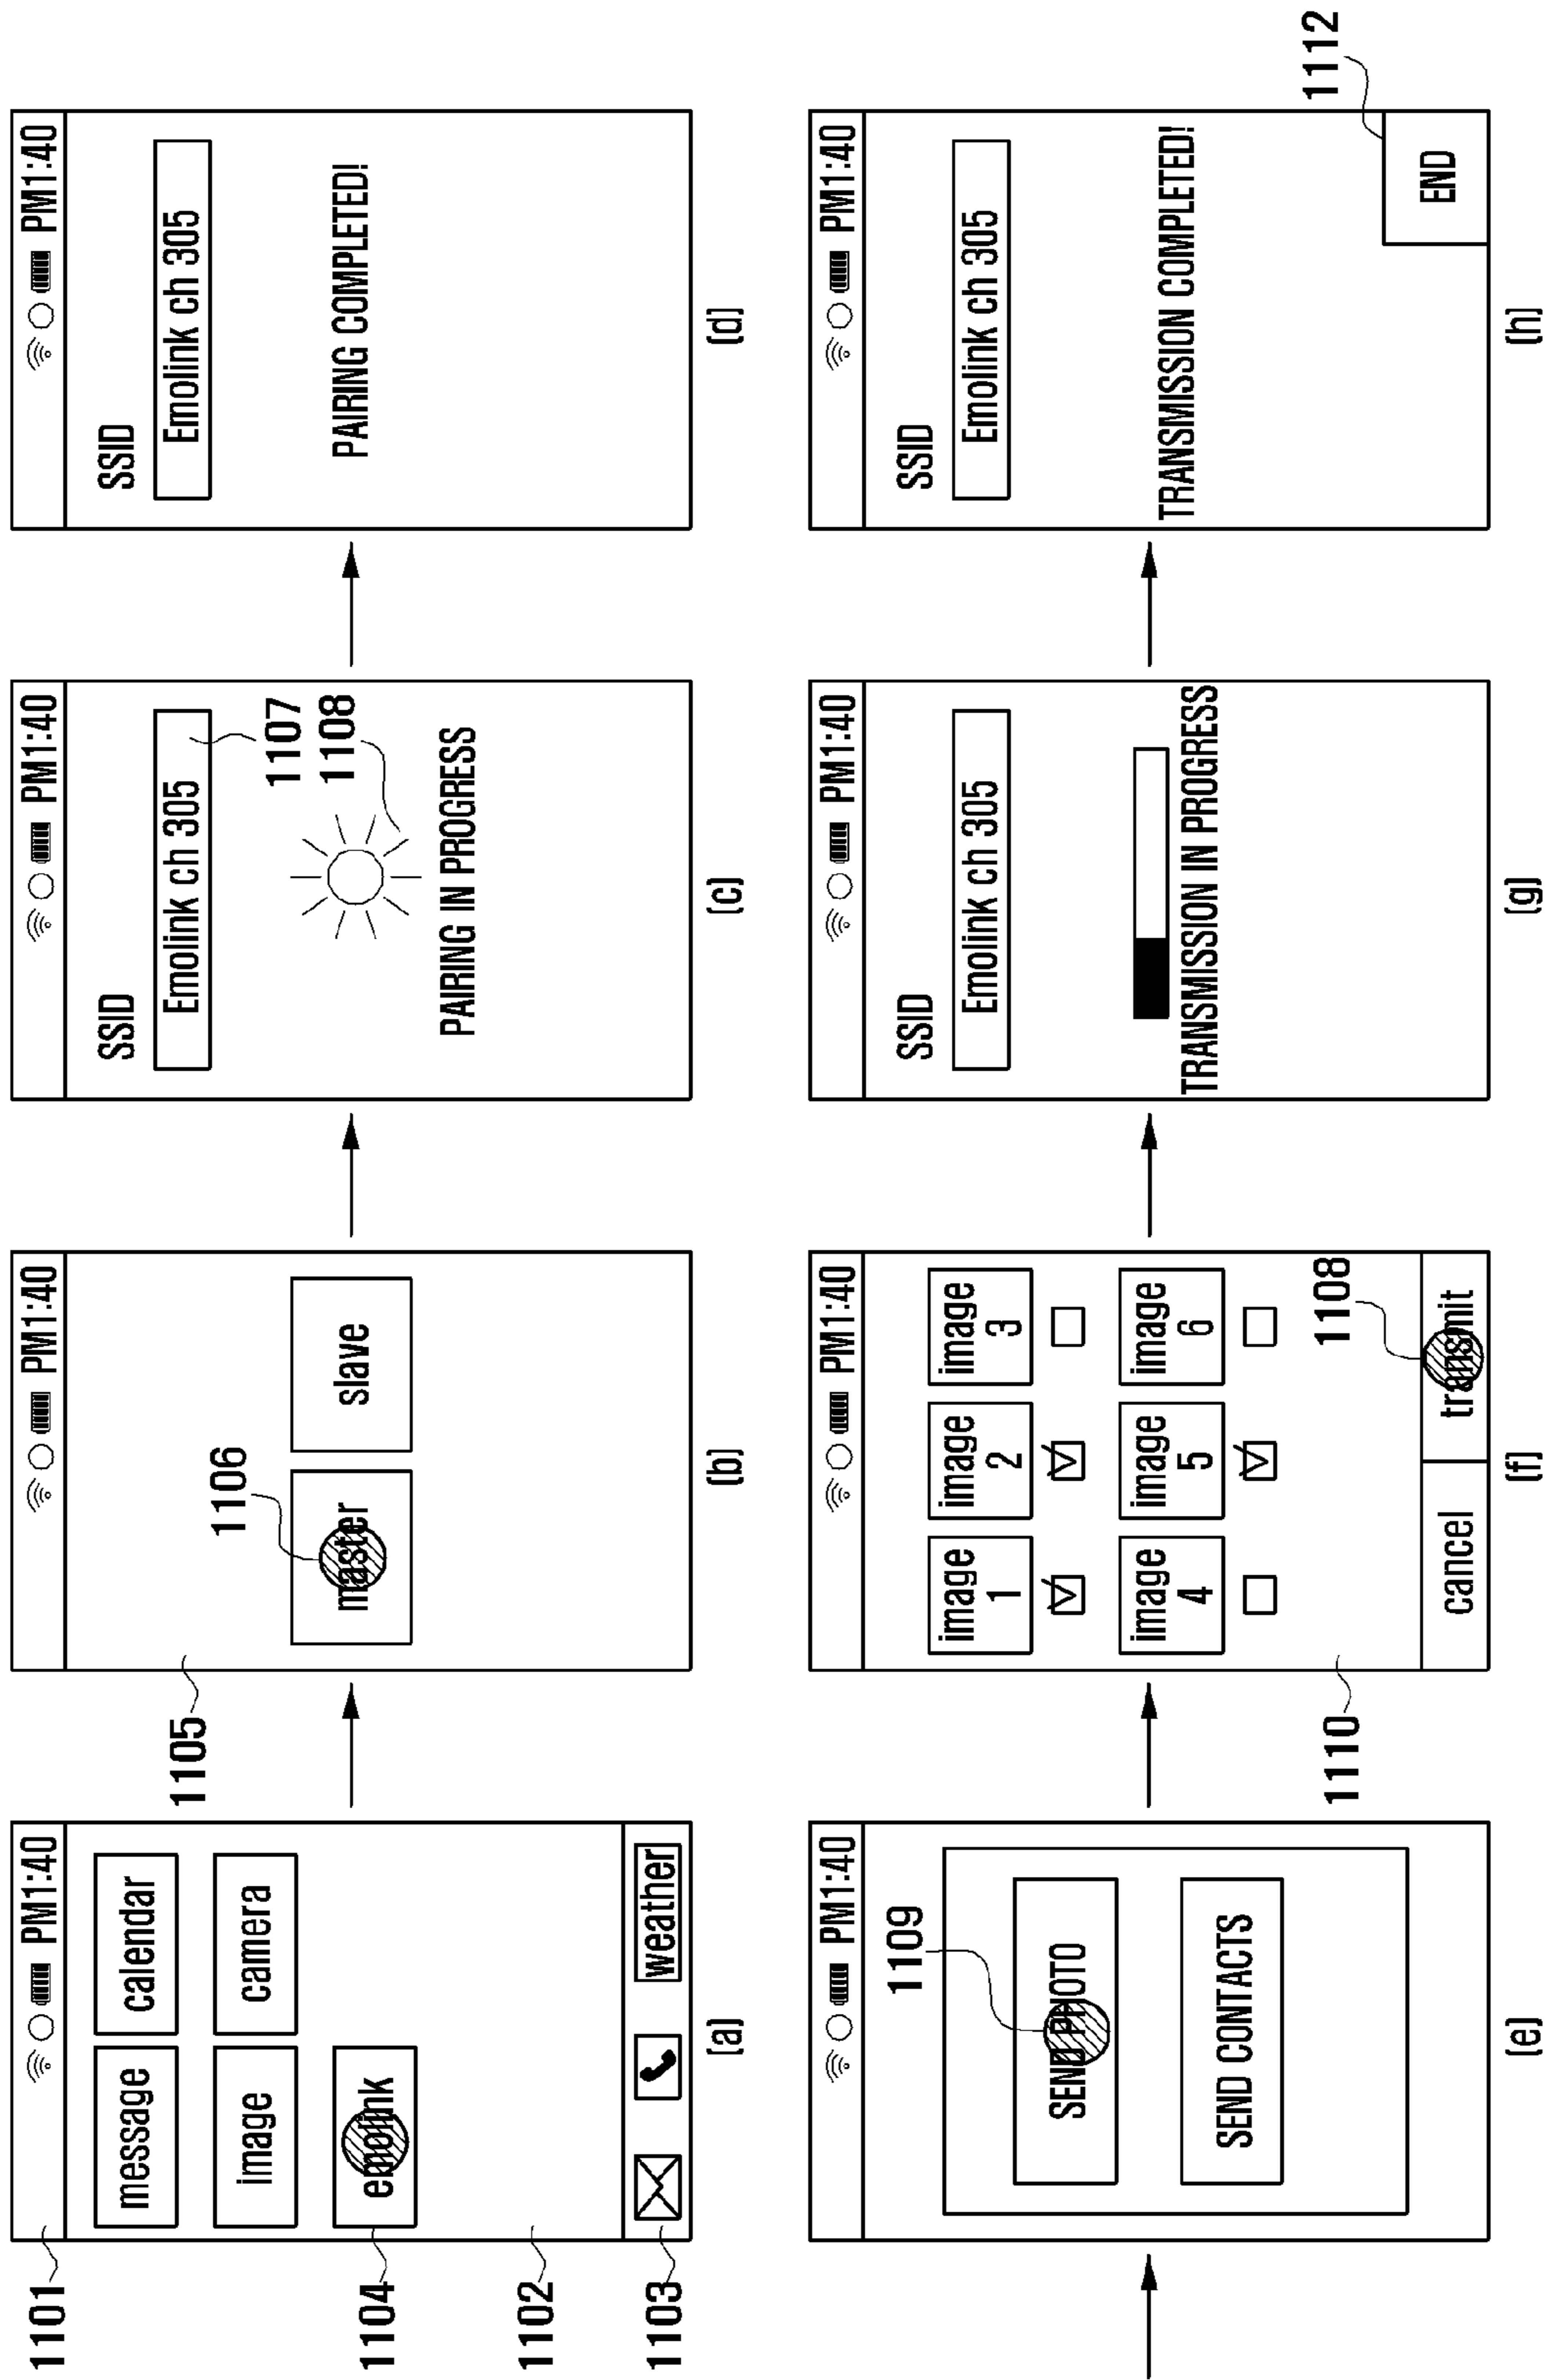 1101
PM1:40
message
calendar
image
camera
1104
emolink
1102
1103
weather
(a)
PM1:40
1105
1106
master
slave
(b)
PM1:40
SSID
Emolink ch 305
1107
1108
PAIRING IN PROGRESS
(c)
PM1:40
SSID
Emolink ch 305
PAIRING COMPLETED!
(d)
PM1:40
1109
SEND PHOTO
SEND CONTACTS
(e)
PM1:40
image 1
image 2
image 3
image 4
image 5
image 6
1110
1108
cancel
transmit
(f)
PM1:40
SSID
Emolink ch 305
TRANSMISSION IN PROGRESS
(g)
PM1:40
SSID
Emolink ch 305
TRANSMISSION COMPLETED!
1112
END
(h)